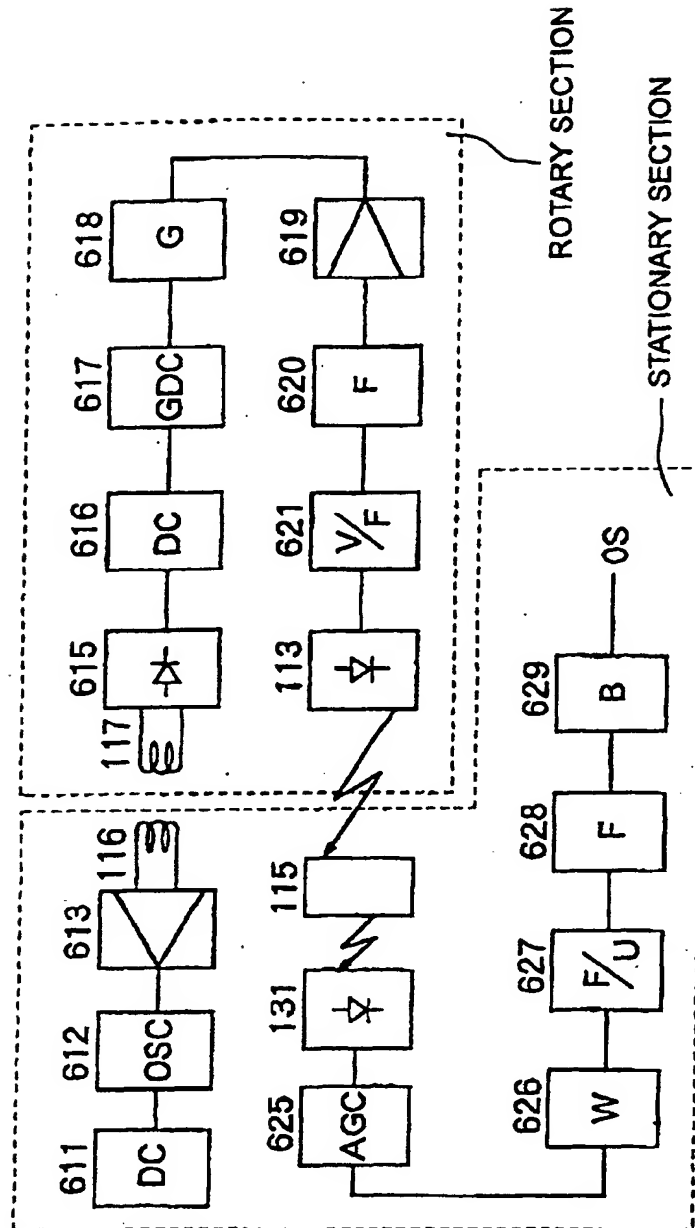 611
DC
612
OSC
613
116
117
615
616
DC
617
GDC
618
G
619
620
F
621
V/F
113
115
131
625
AGC
626
W
627
F/U
628
F
629
B
OS
ROTARY SECTION
STATIONARY SECTION